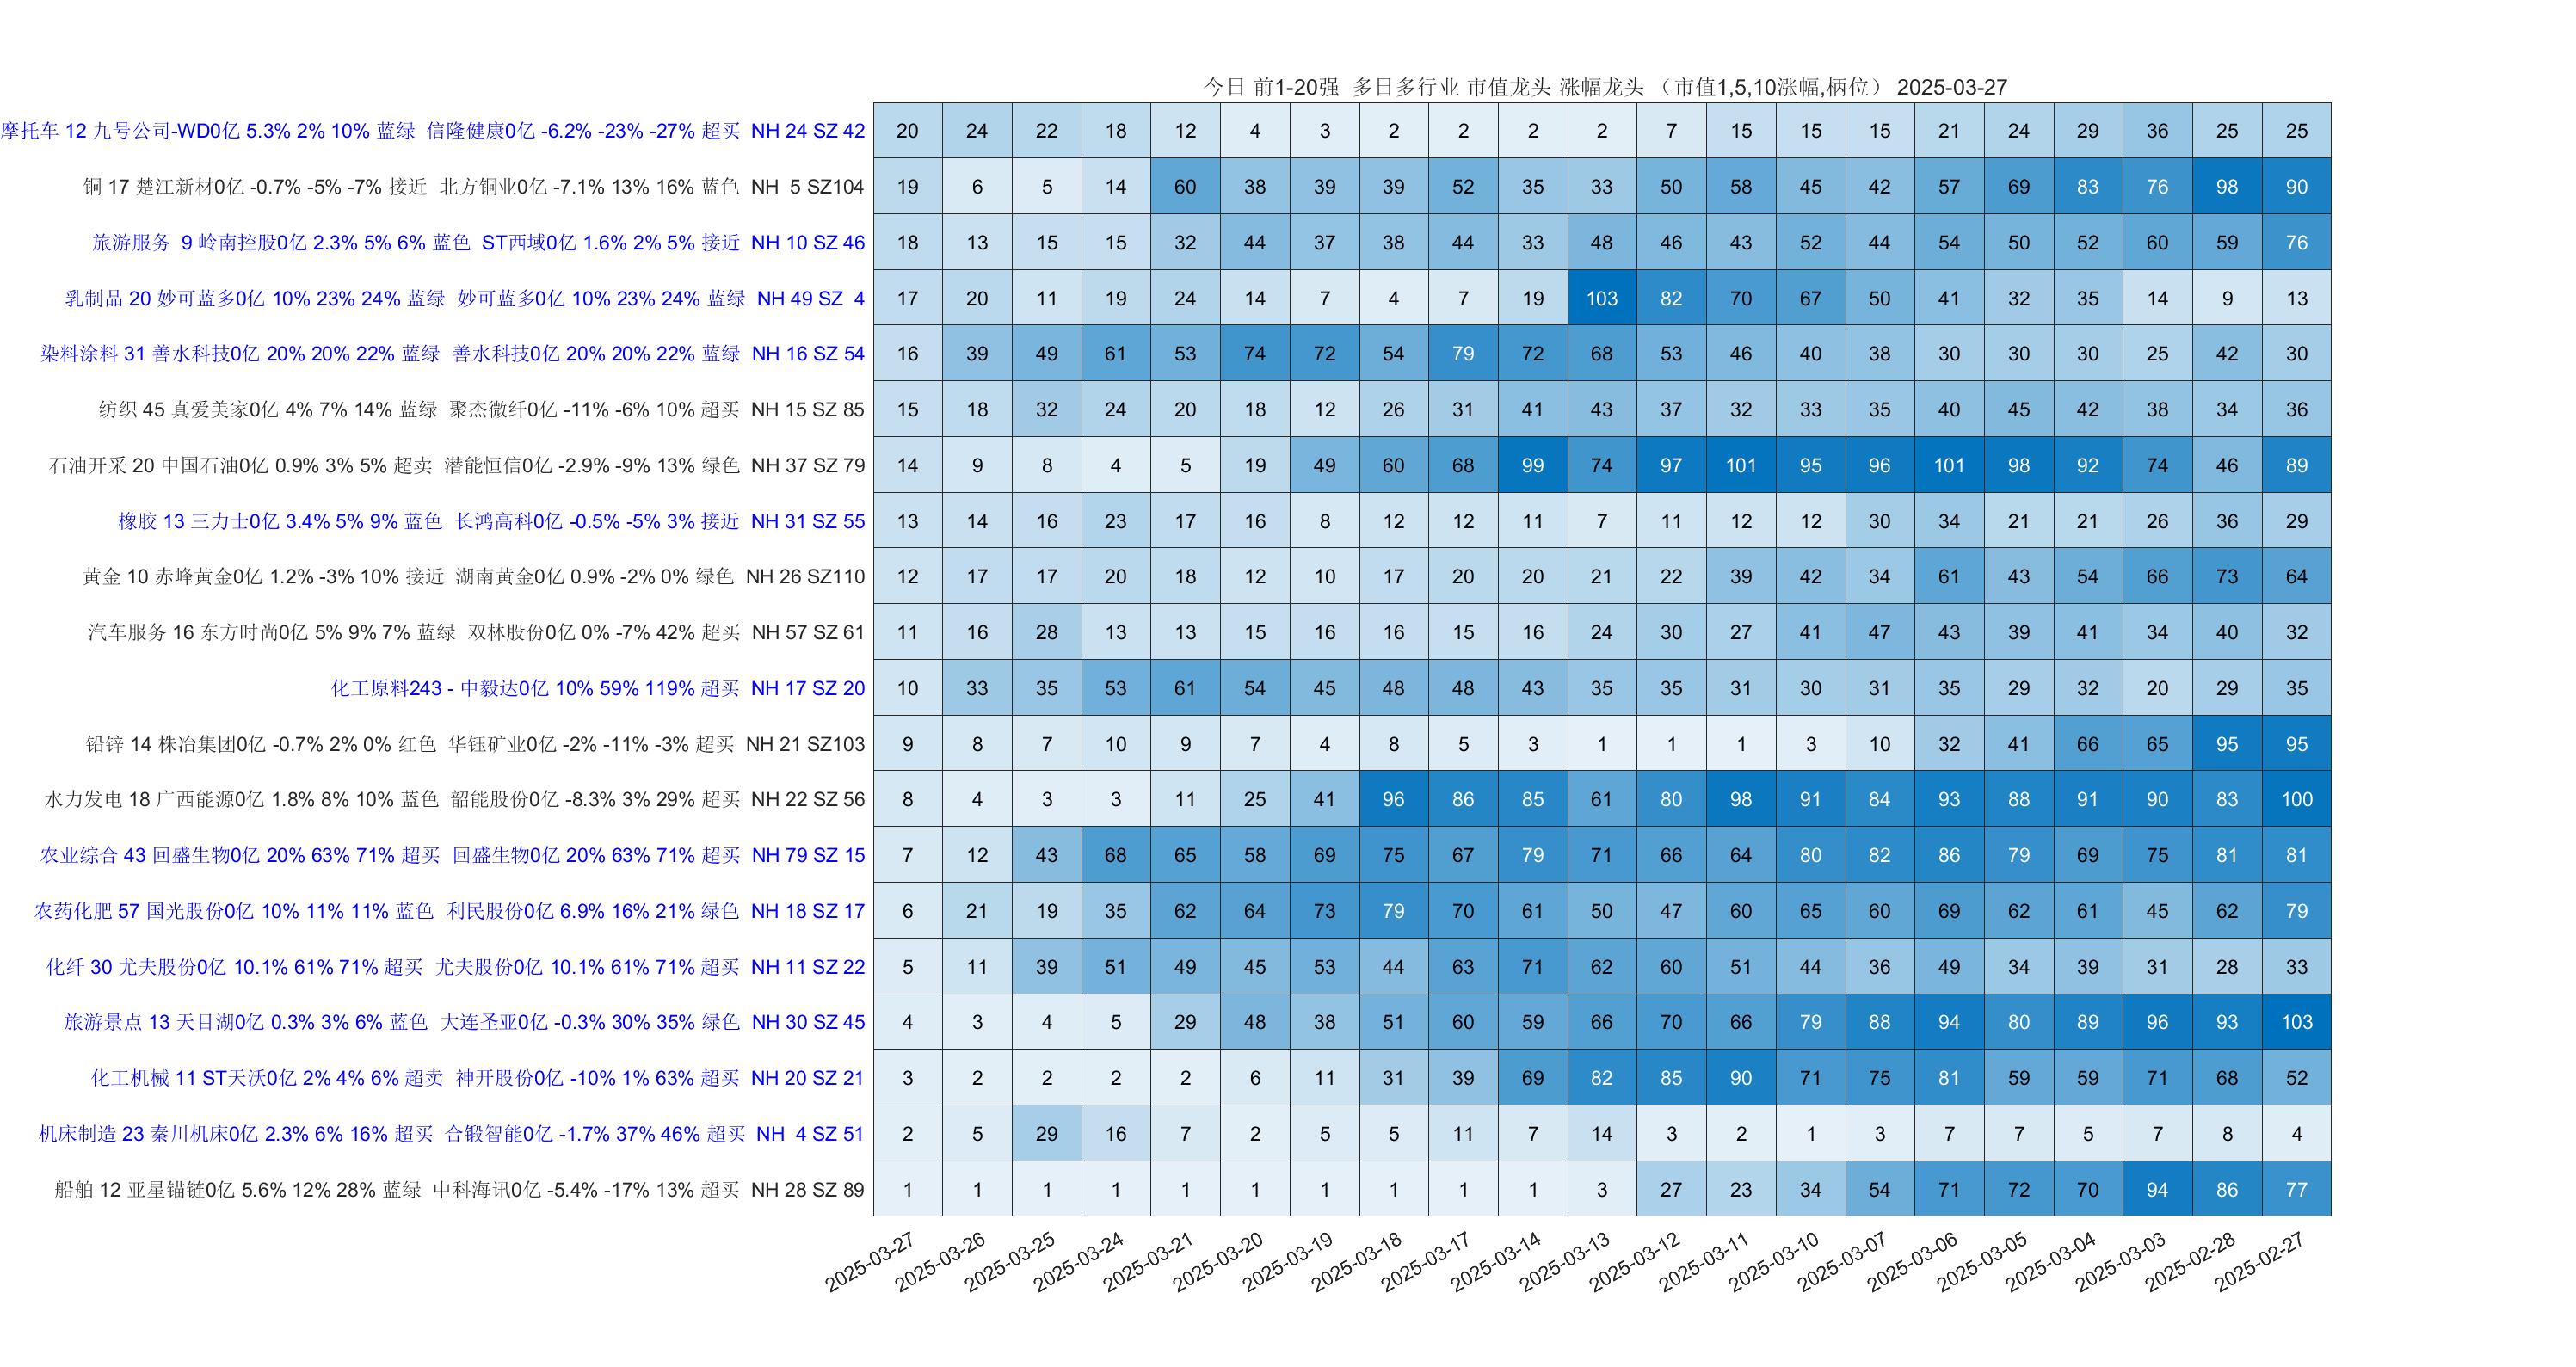 今日 前1-20强 多日多行业 市值龙头 涨幅龙头 （市值1,5,10涨幅,柄位） 2025-03-27
摩托车 12 九号公司-WD0亿 5.3% 2% 10% 蓝绿 信隆健康0亿 -6.2% -23% -27% 超买 NH 24 SZ 42 20 24 22 18 12 4 3 2 2 2 2 7 15 15 15 21 24 29 36 25 25
铜 17 楚江新材0亿 -0.7% -5% -7% 接近 北方铜业0亿 -7.1% 13% 16% 蓝色 NH 5 SZ104 19 6 5 14 60 38 39 39 52 35 33 50 58 45 42 57 69 83 76 98 90
旅游服务 9 岭南控股0亿 2.3% 5% 6% 蓝色 ST西域0亿 1.6% 2% 5% 接近 NH 10 SZ 46 18 13 15 15 32 44 37 38 44 33 48 46 43 52 44 54 50 52 60 59 76
乳制品 20 妙可蓝多0亿 10% 23% 24% 蓝绿 妙可蓝多0亿 10% 23% 24% 蓝绿 NH 49 SZ 4 17 20 11 19 24 14 7 4 7 19 103 82 70 67 50 41 32 35 14 9 13
染料涂料 31 善水科技0亿 20% 20% 22% 蓝绿 善水科技0亿 20% 20% 22% 蓝绿 NH 16 SZ 54 16 39 49 61 53 74 72 54 79 72 68 53 46 40 38 30 30 30 25 42 30
纺织 45 真爱美家0亿 4% 7% 14% 蓝绿 聚杰微纤0亿 -11% -6% 10% 超买 NH 15 SZ 85 15 18 32 24 20 18 12 26 31 41 43 37 32 33 35 40 45 42 38 34 36
石油开采 20 中国石油0亿 0.9% 3% 5% 超卖 潜能恒信0亿 -2.9% -9% 13% 绿色 NH 37 SZ 79 14 9 8 4 5 19 49 60 68 99 74 97 101 95 96 101 98 92 74 46 89
橡胶 13 三力士0亿 3.4% 5% 9% 蓝色 长鸿高科0亿 -0.5% -5% 3% 接近 NH 31 SZ 55 13 14 16 23 17 16 8 12 12 11 7 11 12 12 30 34 21 21 26 36 29
黄金 10 赤峰黄金0亿 1.2% -3% 10% 接近 湖南黄金0亿 0.9% -2% 0% 绿色 NH 26 SZ110 12 17 17 20 18 12 10 17 20 20 21 22 39 42 34 61 43 54 66 73 64
汽车服务 16 东方时尚0亿 5% 9% 7% 蓝绿 双林股份0亿 0% -7% 42% 超买 NH 57 SZ 61 11 16 28 13 13 15 16 16 15 16 24 30 27 41 47 43 39 41 34 40 32
化工原料243 - 中毅达0亿 10% 59% 119% 超买 NH 17 SZ 20 10 33 35 53 61 54 45 48 48 43 35 35 31 30 31 35 29 32 20 29 35
铅锌 14 株冶集团0亿 -0.7% 2% 0% 红色 华钰矿业0亿 -2% -11% -3% 超买 NH 21 SZ103 9 8 7 10 9 7 4 8 5 3 1 1 1 3 10 32 41 66 65 95 95
水力发电 18 广西能源0亿 1.8% 8% 10% 蓝色 韶能股份0亿 -8.3% 3% 29% 超买 NH 22 SZ 56 8 4 3 3 11 25 41 96 86 85 61 80 98 91 84 93 88 91 90 83 100
农业综合 43 回盛生物0亿 20% 63% 71% 超买 回盛生物0亿 20% 63% 71% 超买 NH 79 SZ 15 7 12 43 68 65 58 69 75 67 79 71 66 64 80 82 86 79 69 75 81 81
农药化肥 57 国光股份0亿 10% 11% 11% 蓝色 利民股份0亿 6.9% 16% 21% 绿色 NH 18 SZ 17 6 21 19 35 62 64 73 79 70 61 50 47 60 65 60 69 62 61 45 62 79
化纤 30 尤夫股份0亿 10.1% 61% 71% 超买 尤夫股份0亿 10.1% 61% 71% 超买 NH 11 SZ 22 5 11 39 51 49 45 53 44 63 71 62 60 51 44 36 49 34 39 31 28 33
旅游景点 13 天目湖0亿 0.3% 3% 6% 蓝色 大连圣亚0亿 -0.3% 30% 35% 绿色 NH 30 SZ 45 4 3 4 5 29 48 38 51 60 59 66 70 66 79 88 94 80 89 96 93 103
化工机械 11 ST天沃0亿 2% 4% 6% 超卖 神开股份0亿 -10% 1% 63% 超买 NH 20 SZ 21 3 2 2 2 2 6 11 31 39 69 82 85 90 71 75 81 59 59 71 68 52
机床制造 23 秦川机床0亿 2.3% 6% 16% 超买 合锻智能0亿 -1.7% 37% 46% 超买 NH 4 SZ 51 2 5 29 16 7 2 5 5 11 7 14 3 2 1 3 7 7 5 7 8 4
船舶 12 亚星锚链0亿 5.6% 12% 28% 蓝绿 中科海讯0亿 -5.4% -17% 13% 超买 NH 28 SZ 89 1 1 1 1 1 1 1 1 1 1 3 27 23 34 54 71 72 70 94 86 77
2025-03-27 2025-03-26 2025-03-25 2025-03-24 2025-03-21 2025-03-20 2025-03-19 2025-03-18 2025-03-17 2025-03-14 2025-03-13 2025-03-12 2025-03-11 2025-03-10 2025-03-07 2025-03-06 2025-03-05 2025-03-04 2025-03-03 2025-02-28 2025-02-27